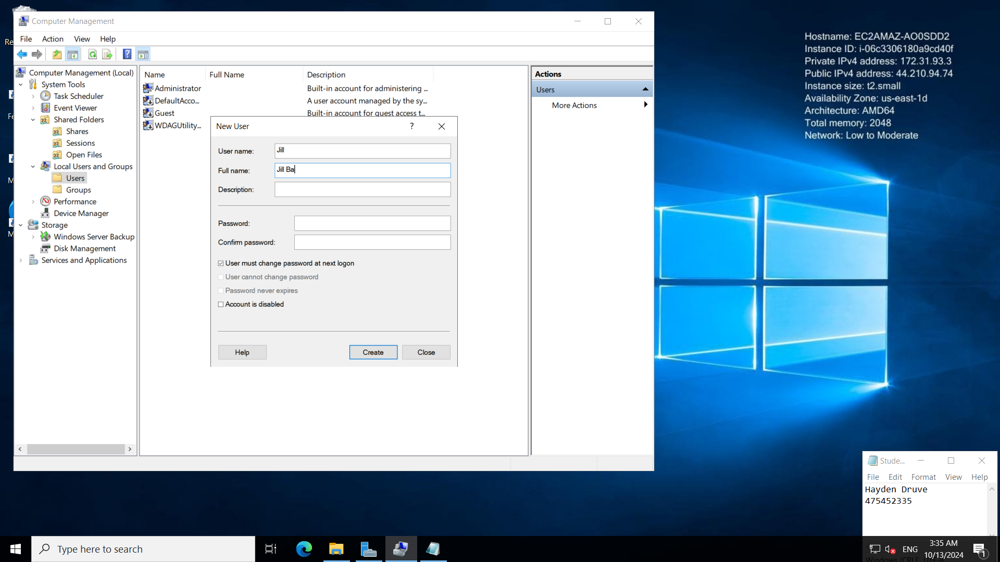 Computer Management
File Action View Help
Computer Management (Local)
System Tools
Task Scheduler
Event Viewer
Shared Folders
Shares
Sessions
Open Files
Local Users and Groups
Users
Groups
Performance
Device Manager
Storage
Windows Server Backup
Disk Management
Services and Applications
Name Full Name Description
Administrator Built-in account for administering ...
DefaultAcco... A user account managed by the sy...
Guest Built-in account for guest access t...
WDAGUtility...
New User
User name: Jill
Full name: Jill Ba
Description:
Password:
Confirm password:
User must change password at next logon
User cannot change password
Password never expires
Account is disabled
Help Create Close
Actions
Users
More Actions
Hostname: EC2AMAZ-AO0SDD2
Instance ID: i-06c3306180a9cd40f
Private IPv4 address: 172.31.93.3
Public IPv4 address: 44.210.94.74
Instance size: t2.small
Availability Zone: us-east-1d
Architecture: AMD64
Total memory: 2048
Network: Low to Moderate
Re
Fe
M
M
Stude...
File Edit Format View Help
Hayden Druve
475452335
Type here to search
ENG
3:35 AM
10/13/2024
1